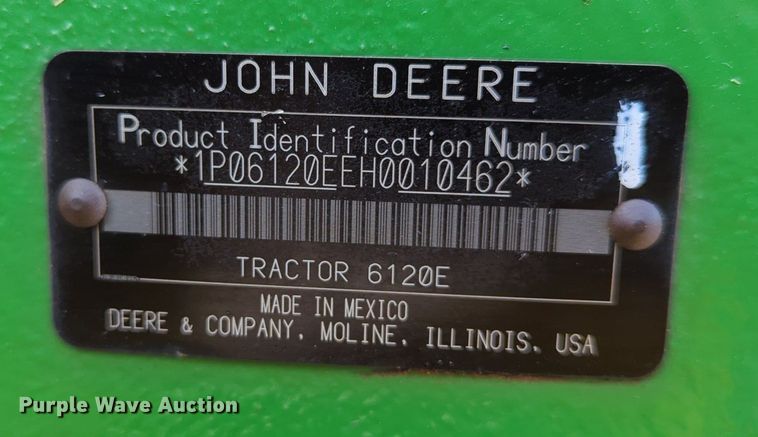 JOHN DEERE
Product Identification Number
*1P06120EEH0010462*
TRACTOR 6120E
MADE IN MEXICO
DEERE & COMPANY, MOLINE, ILLINOIS, USA
Purple Wave Auction